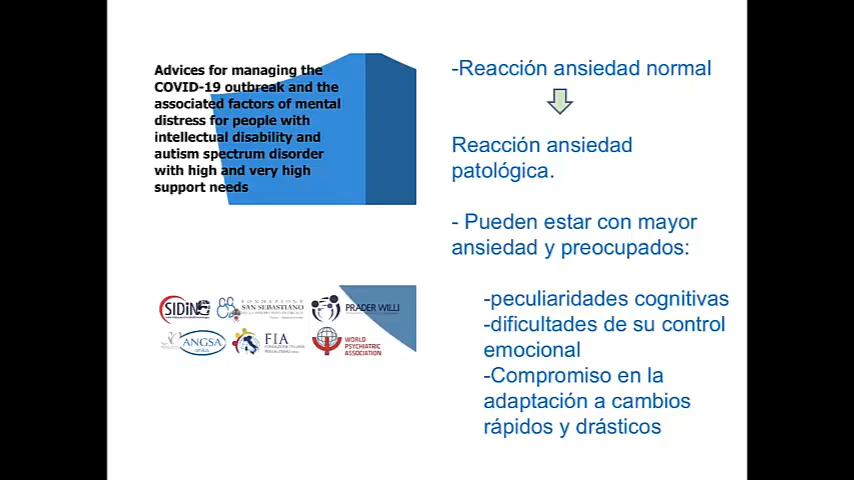 Advices for managing the
COVID-19 outbreak and the
associated factors of mental
distress for people with
intellectual disability and
autism spectrum disorder
with high and very high
support needs
SIDiN
FONDAZIONE
SAN SEBASTIANO
PRADER WILLI
ANGSA
FIA
WORLD
PSYCHIATRIC
ASSOCIATION
-Reacción ansiedad normal
Reacción ansiedad
patológica.
- Pueden estar con mayor
ansiedad y preocupados:
-peculiaridades cognitivas
-dificultades de su control
emocional
-Compromiso en la
adaptación a cambios
rápidos y drásticos